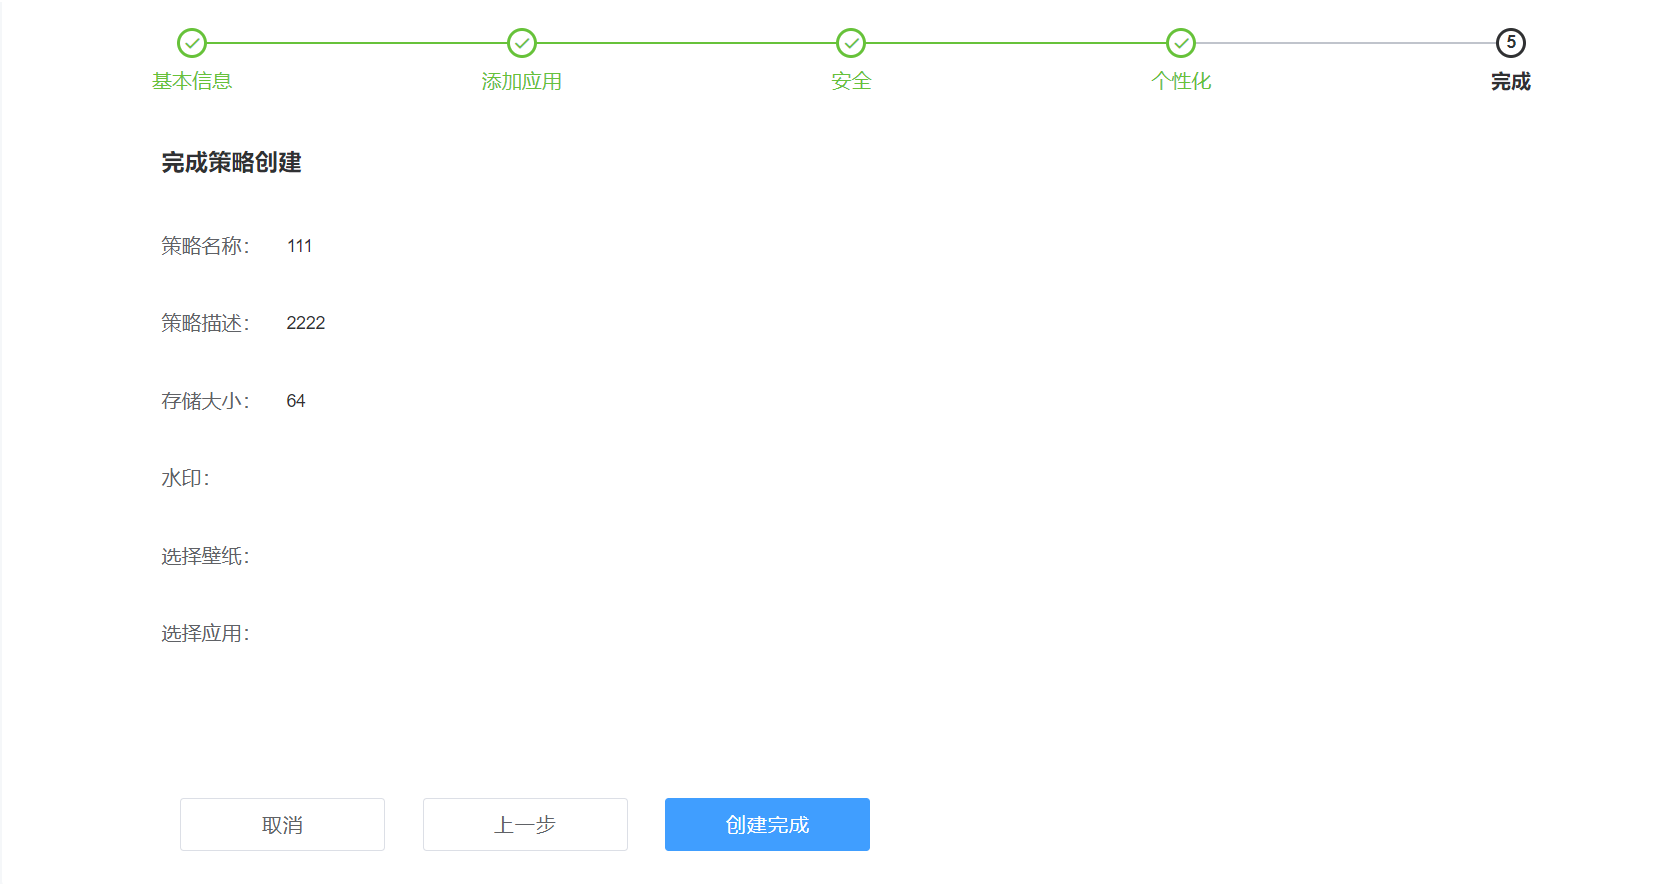 5
基本信息 添加应用 安全 个性化 完成
完成策略创建
策略名称： 111
策略描述： 2222
存储大小： 64
水印：
选择壁纸：
选择应用：
取消 上一步 创建完成